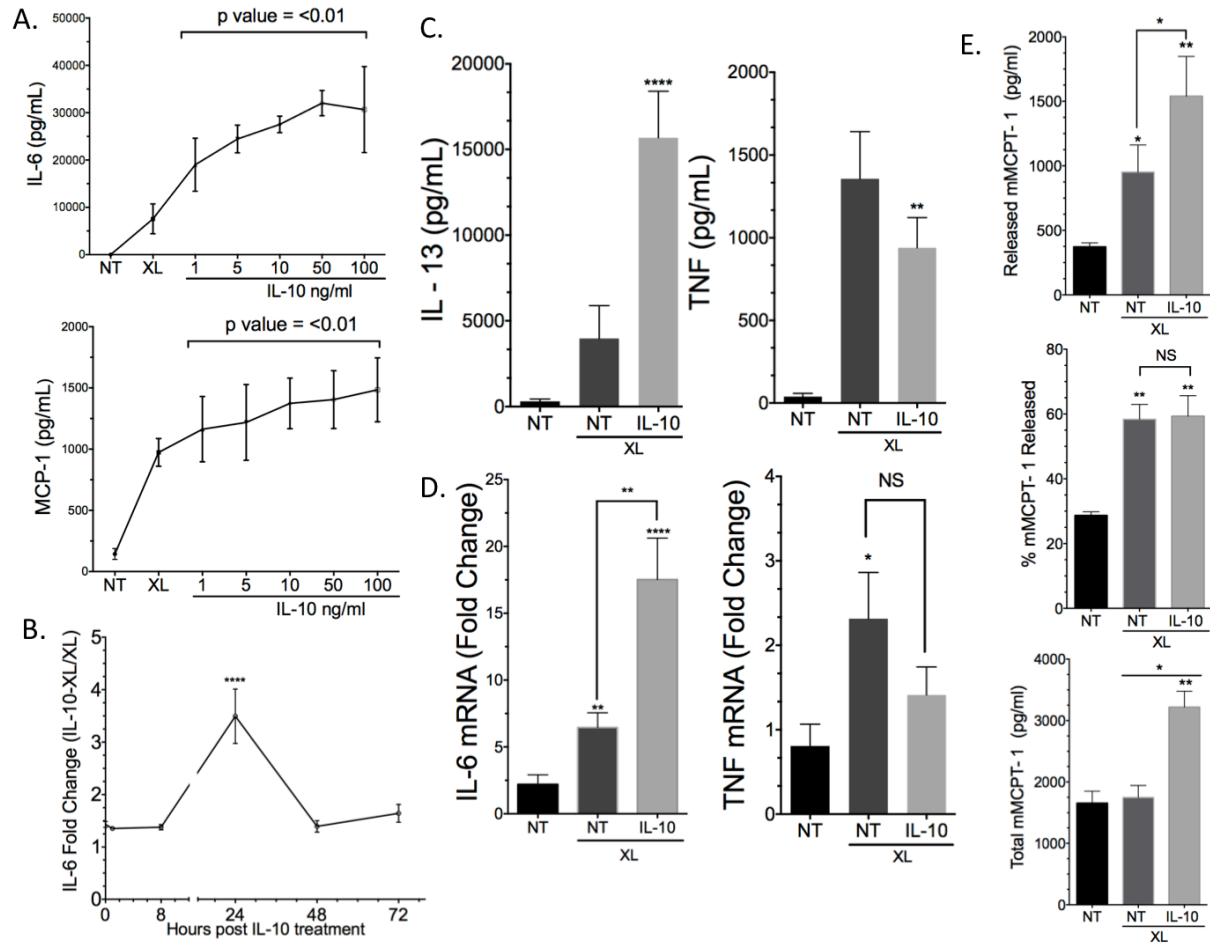 A.
p value = <0.01
50000
40000
30000
20000
10000
0
IL-6 (pg/mL)
NT XL 1 5 10 50 100
IL-10 ng/ml
p value = <0.01
2000
1500
1000
500
0
MCP-1 (pg/mL)
NT XL 1 5 10 50 100
IL-10 ng/ml
B.
5
4
3
2
1
0
IL-6 Fold Change (IL-10-XL/XL)
****
0 8 24 48 72
Hours post IL-10 treatment
C.
20000
15000
10000
5000
0
IL - 13 (pg/mL)
****
NT NT IL-10
XL
2000
1500
1000
500
0
TNF (pg/mL)
**
NT NT IL-10
XL
D.
25
20
15
10
5
0
IL-6 mRNA (Fold Change)
**
****
**
NT NT IL-10
XL
4
3
2
1
0
TNF mRNA (Fold Change)
NS
*
NT NT IL-10
XL
E.
2000
1500
1000
500
0
Released mMCPT- 1 (pg/ml)
*
**
*
NT NT IL-10
XL
80
60
40
20
0
% mMCPT- 1 Released
NS
** **
NT NT IL-10
XL
4000
3000
2000
1000
0
Total mMCPT- 1 (pg/ml)
*
**
NT NT IL-10
XL